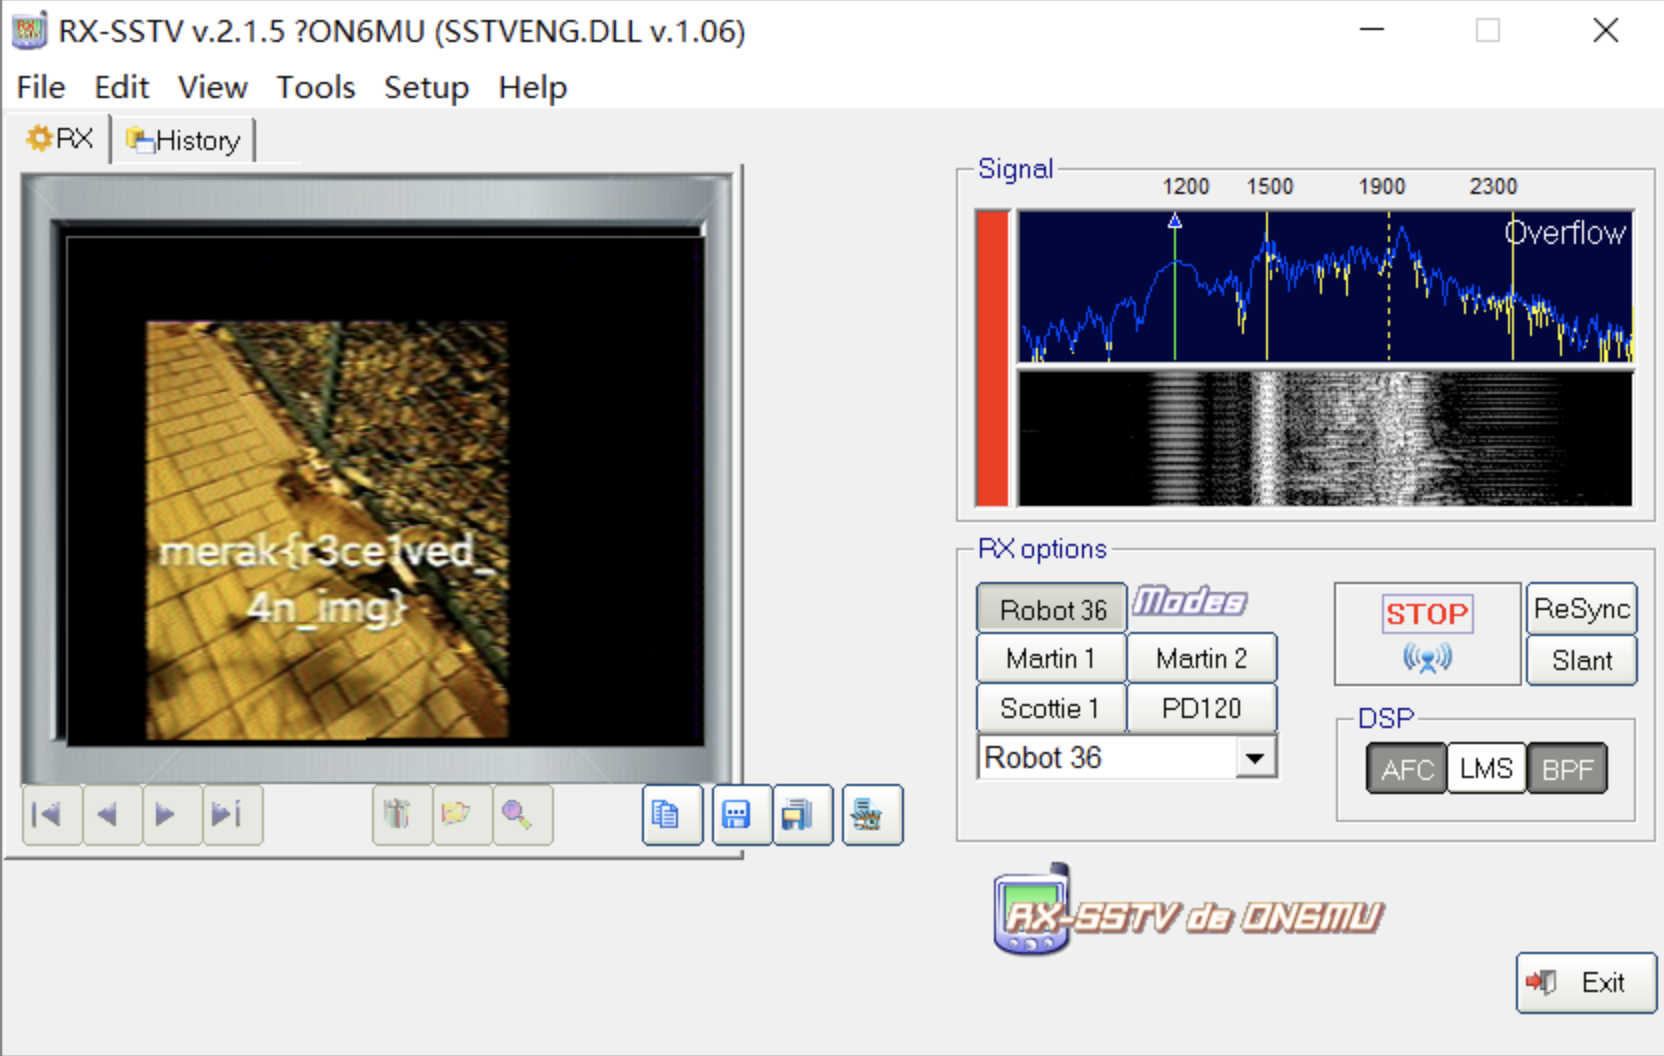 RX-SSTV v.2.1.5 ?ON6MU (SSTVENG.DLL v.1.06)
File Edit View Tools Setup Help
RX History
merak{r3ce1ved_
4n_img}
Signal
1200 1500 1900 2300
Overflow
RX options
Robot 36 Modes
Martin 1 Martin 2
Scottie 1 PD120
Robot 36
STOP
ReSync
Slant
DSP
AFC LMS BPF
RX-SSTV de ON6MU
Exit